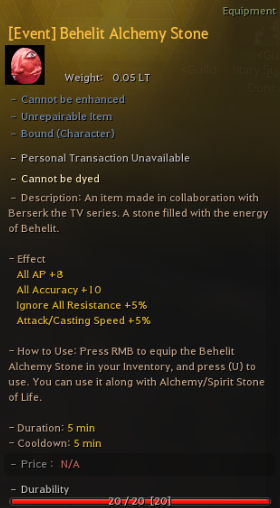 Equipment
[Event] Behelit Alchemy Stone
Weight: 0.05 LT
- Cannot be enhanced
- Unrepairable Item
- Bound (Character)
- Personal Transaction Unavailable
- Cannot be dyed
- Description: An item made in collaboration with
Berserk the TV series. A stone filled with the energy
of Behelit.
- Effect
All AP +8
All Accuracy +10
Ignore All Resistance +5%
Attack/Casting Speed +5%
- How to Use: Press RMB to equip the Behelit
Alchemy Stone in your Inventory, and press (U) to
use. You can use it along with Alchemy/Spirit Stone
of Life.
- Duration: 5 min
- Cooldown: 5 min
- Price : N/A
- Durability
20 / 20 [20]